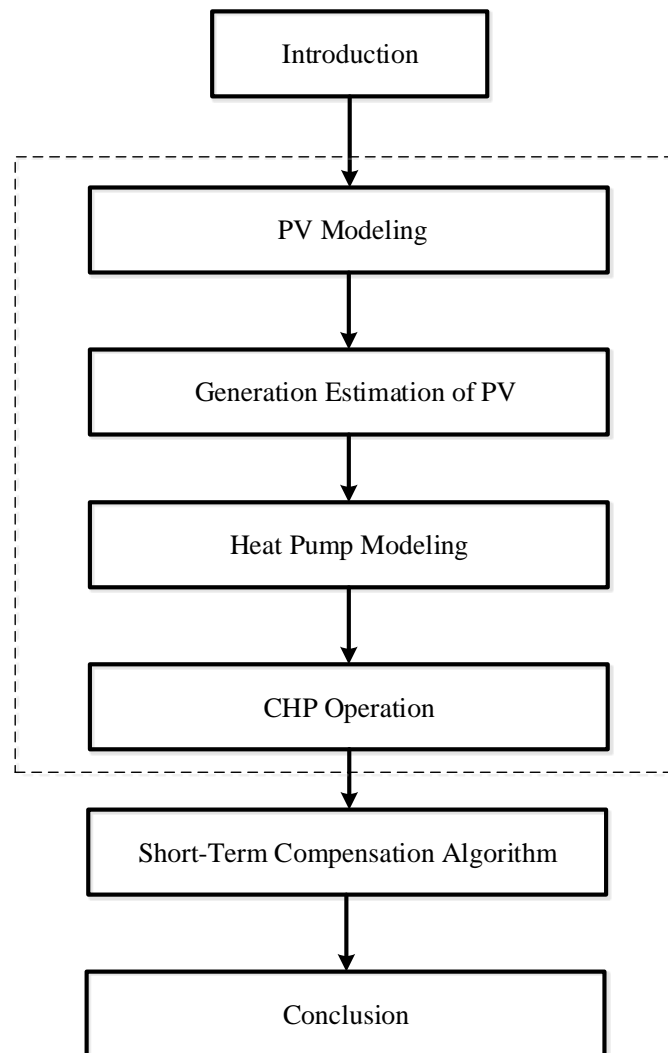 Introduction
PV Modeling
Generation Estimation of PV
Heat Pump Modeling
CHP Operation
Short-Term Compensation Algorithm
Conclusion